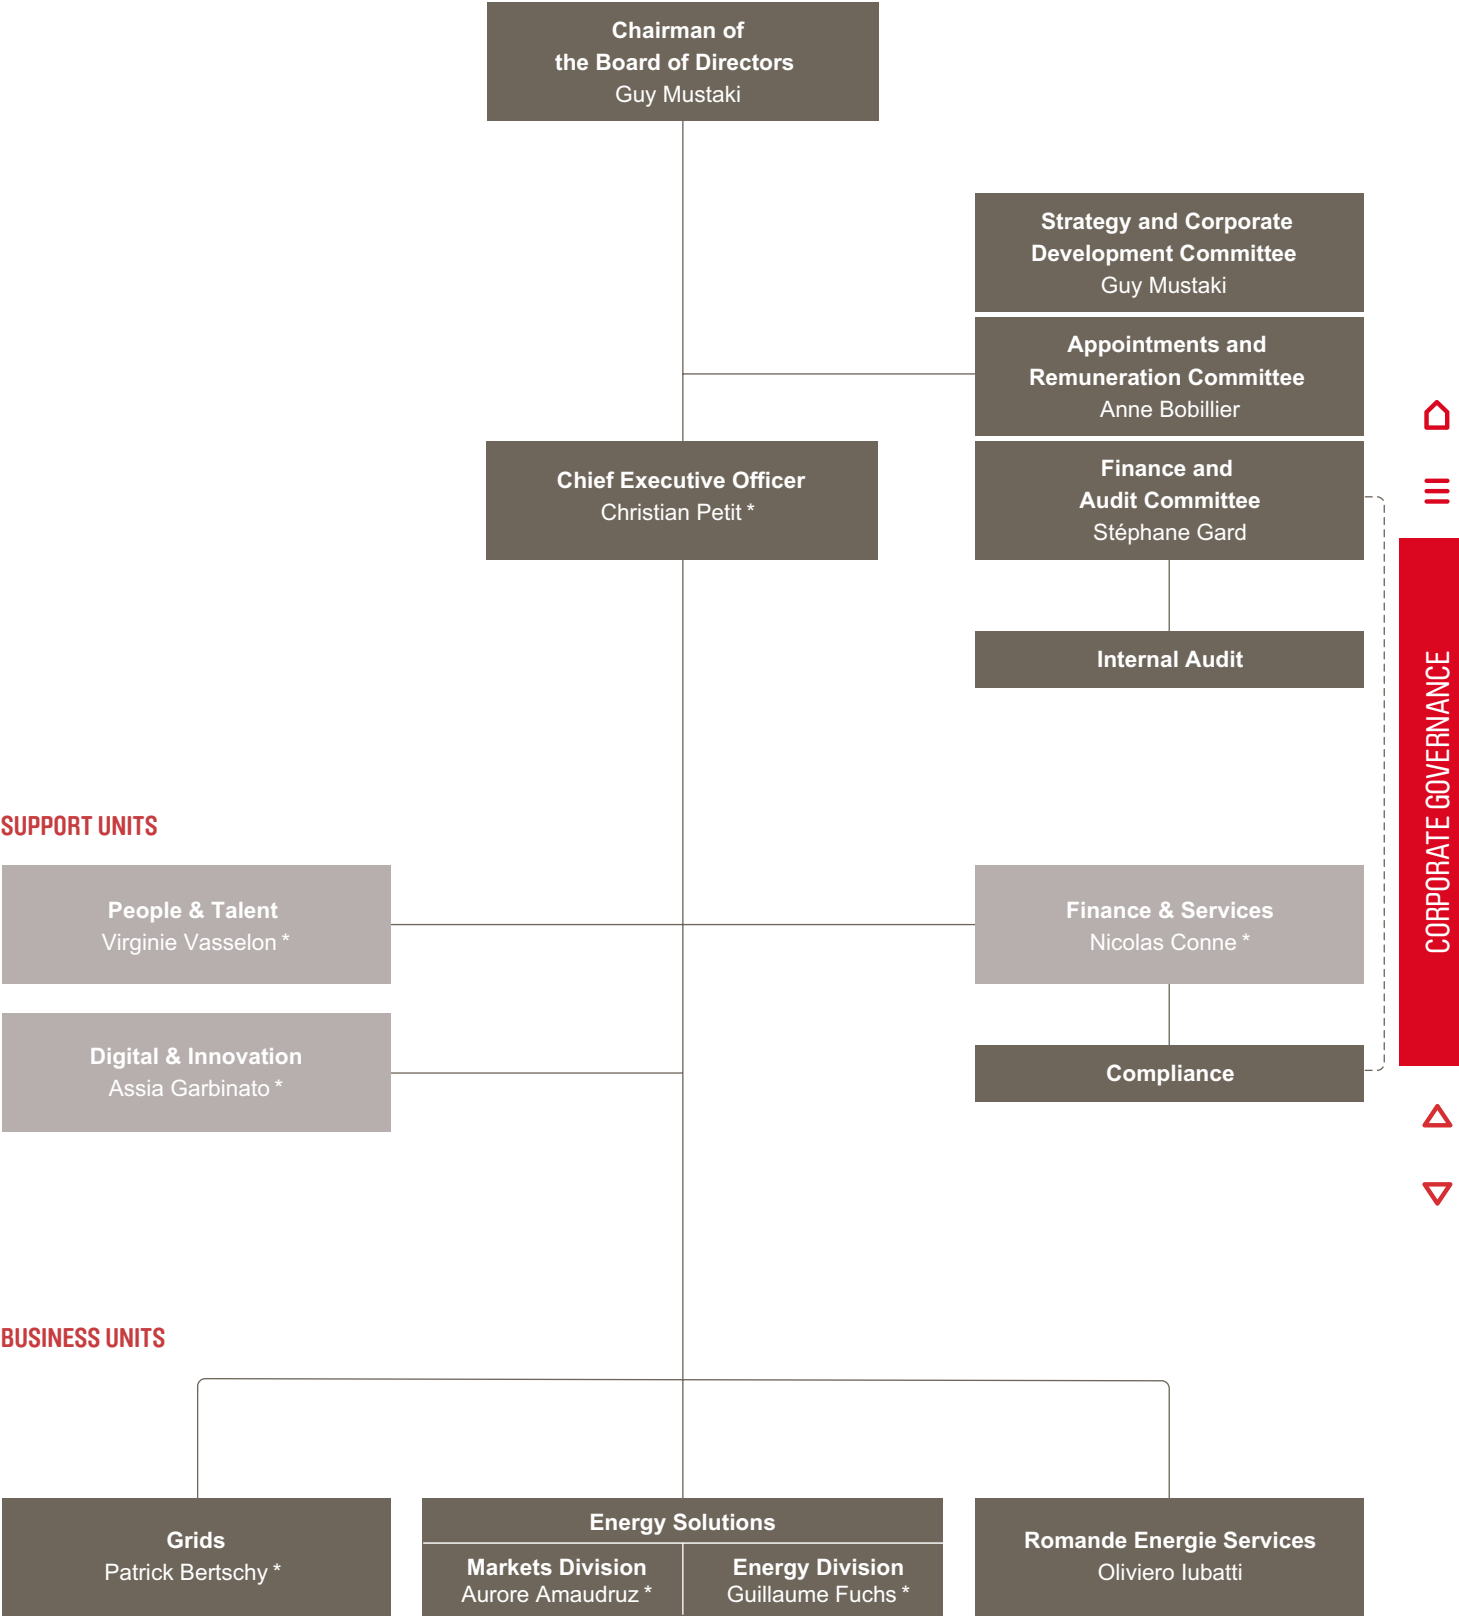 Chairman of
the Board of Directors
Guy Mustaki
Strategy and Corporate
Development Committee
Guy Mustaki
Appointments and
Remuneration Committee
Anne Bobillier
Chief Executive Officer
Christian Petit *
Finance and
Audit Committee
Stéphane Gard
Internal Audit
CORPORATE GOVERNANCE
SUPPORT UNITS
People & Talent
Virginie Vasselon *
Finance & Services
Nicolas Conne *
Digital & Innovation
Assia Garbinato *
Compliance
BUSINESS UNITS
Grids
Patrick Bertschy *
Energy Solutions
Markets Division
Aurore Amaudruz *
Energy Division
Guillaume Fuchs *
Romande Energie Services
Oliviero Iubatti